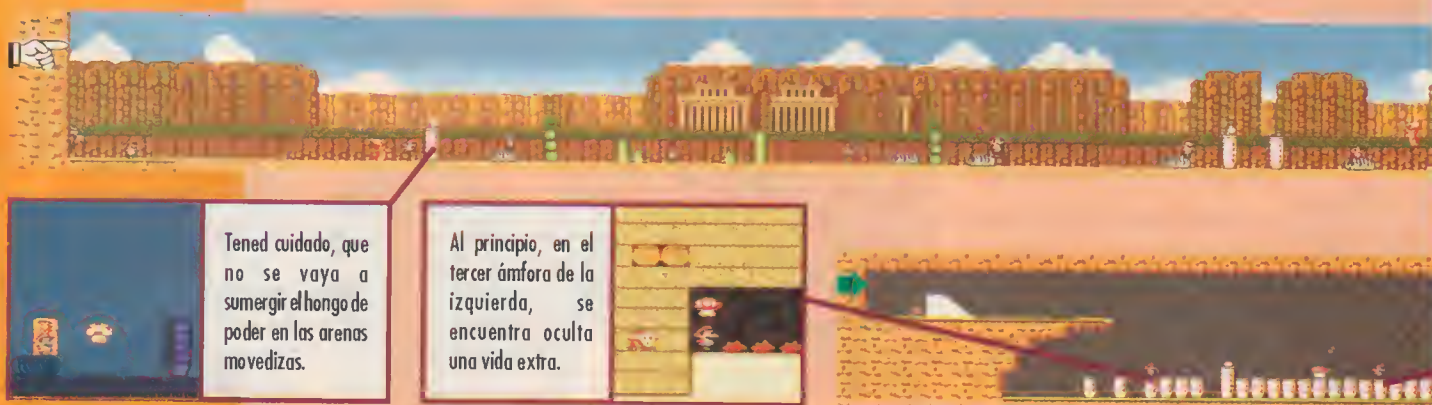 Tened cuidado, que
no se vaya a
sumergir el hongo de
poder en las arenas
movedizas.
Al principio, en el
tercer ámfora de la
izquierda, se
encuentra oculta
una vida extra.